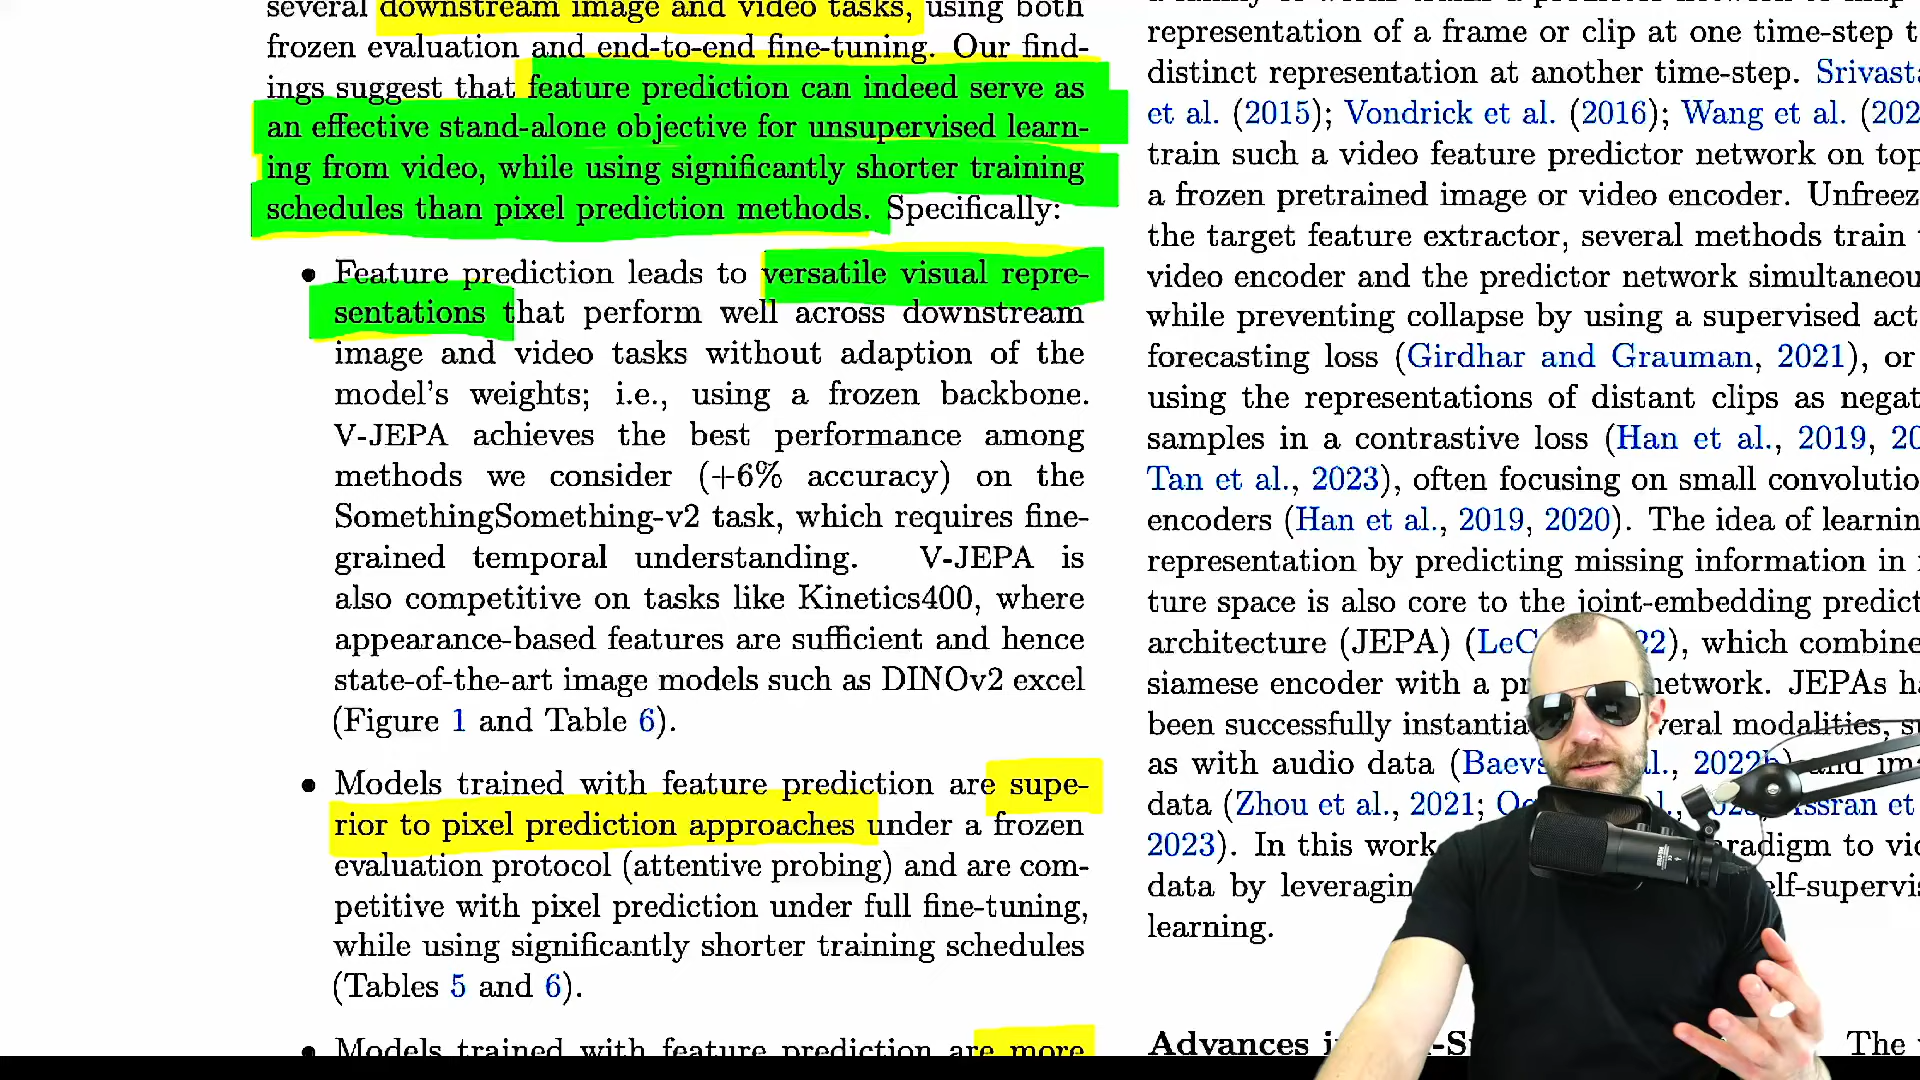 several downstream image and video tasks, using both
frozen evaluation and end-to-end fine-tuning. Our find-
ings suggest that feature prediction can indeed serve as
an effective stand-alone objective for unsupervised learn-
ing from video, while using significantly shorter training
schedules than pixel prediction methods. Specifically:
• Feature prediction leads to versatile visual repre-
sentations that perform well across downstream
image and video tasks without adaption of the
model's weights; i.e., using a frozen backbone.
V-JEPA achieves the best performance among
methods we consider (+6% accuracy) on the
SomethingSomething-v2 task, which requires fine-
grained temporal understanding. V-JEPA is
also competitive on tasks like Kinetics400, where
appearance-based features are sufficient and hence
state-of-the-art image models such as DINOv2 excel
(Figure 1 and Table 6).
• Models trained with feature prediction are supe-
rior to pixel prediction approaches under a frozen
evaluation protocol (attentive probing) and are com-
petitive with pixel prediction under full fine-tuning,
while using significantly shorter training schedules
(Tables 5 and 6).
• Models trained with feature prediction are more
representation of a frame or clip at one time-step
distinct representation at another time-step.
et al. (2015); Vondrick et al. (2016); Wang et al.
train such a video feature predictor network on top
a frozen pretrained image or video encoder.
the target feature extractor, several methods train
video encoder and the predictor network
while preventing collapse by using a supervised
forecasting loss (Girdhar and Grauman, 2021), or
using the representations of distant clips as
samples in a contrastive loss (Han et al., 2019,
Tan et al., 2023), often focusing on small
encoders (Han et al., 2019, 2020). The idea of
representation by predicting missing information in
ture space is also core to the joint-embedding
architecture (JEPA) which
siamese encoder with a network. JEPAs
been successfully modalities,
as with audio data and
data (Zhou et al., 2021;
2023). In this work to
data by
learning.
Advances The